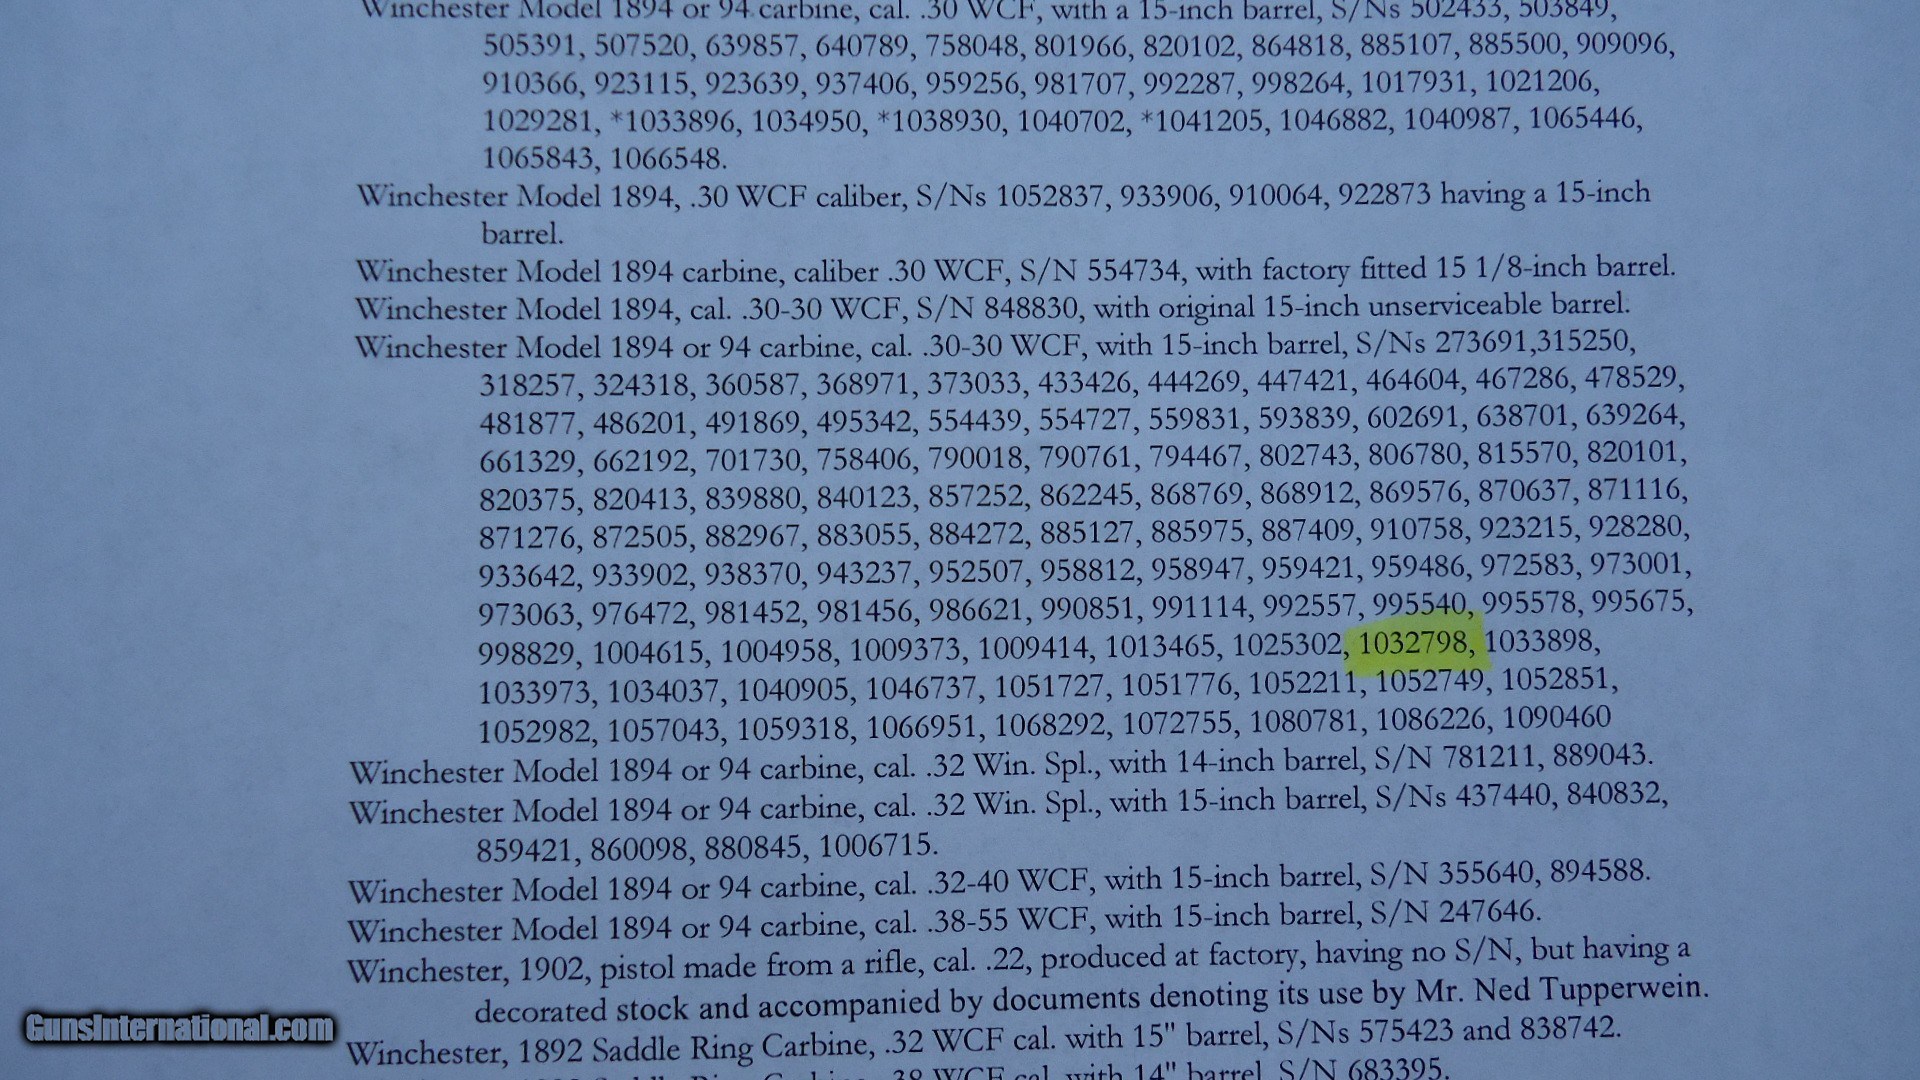 Winchester Model 1894 or 94 carbine, cal. .30 WCF, with a 15-inch barrel, S/Ns 502433, 503849,
505391, 507520, 639857, 640789, 758048, 801966, 820102, 864818, 885107, 885500, 909096,
910366, 923115, 923639, 937406, 959256, 981707, 992287, 998264, 1017931, 1021206,
1029281, *1033896, 1034950, *1038930, 1040702, *1041205, 1046882, 1040987, 1065446,
1065843, 1066548.
Winchester Model 1894, .30 WCF caliber, S/Ns 1052837, 933906, 910064, 922873 having a 15-inch
barrel.
Winchester Model 1894 carbine, caliber .30 WCF, S/N 554734, with factory fitted 15 1/8-inch barrel.
Winchester Model 1894, cal. .30-30 WCF, S/N 848830, with original 15-inch unserviceable barrel.
Winchester Model 1894 or 94 carbine, cal. .30-30 WCF, with 15-inch barrel, S/Ns 273691,315250,
318257, 324318, 360587, 368971, 373033, 433426, 444269, 447421, 464604, 467286, 478529,
481877, 486201, 491869, 495342, 554439, 554727, 559831, 593839, 602691, 638701, 639264,
661329, 662192, 701730, 758406, 790018, 790761, 794467, 802743, 806780, 815570, 820101,
820375, 820413, 839880, 840123, 857252, 862245, 868769, 868912, 869576, 870637, 871116,
871276, 872505, 882967, 883055, 884272, 885127, 885975, 887409, 910758, 923215, 928280,
933642, 933902, 938370, 943237, 952507, 958812, 958947, 959421, 959486, 972583, 973001,
973063, 976472, 981452, 981456, 986621, 990851, 991114, 992557, 995540, 995578, 995675,
998829, 1004615, 1004958, 1009373, 1009414, 1013465, 1025302, 1032798, 1033898,
1033973, 1034037, 1040905, 1046737, 1051727, 1051776, 1052211, 1052749, 1052851,
1052982, 1057043, 1059318, 1066951, 1068292, 1072755, 1080781, 1086226, 1090460
Winchester Model 1894 or 94 carbine, cal. .32 Win. Spl., with 14-inch barrel, S/N 781211, 889043.
Winchester Model 1894 or 94 carbine, cal. .32 Win. Spl., with 15-inch barrel, S/Ns 437440, 840832,
859421, 860098, 880845, 1006715.
Winchester Model 1894 or 94 carbine, cal. .32-40 WCF, with 15-inch barrel, S/N 355640, 894588.
Winchester Model 1894 or 94 carbine, cal. .38-55 WCF, with 15-inch barrel, S/N 247646.
Winchester, 1902, pistol made from a rifle, cal. .22, produced at factory, having no S/N, but having a
decorated stock and accompanied by documents denoting its use by Mr. Ned Tupperwein.
Winchester, 1892 Saddle Ring Carbine, .32 WCF cal. with 15" barrel, S/Ns 575423 and 838742.
WCF cal. with 14" barrel, S/N 683395.
GunsInternational.com